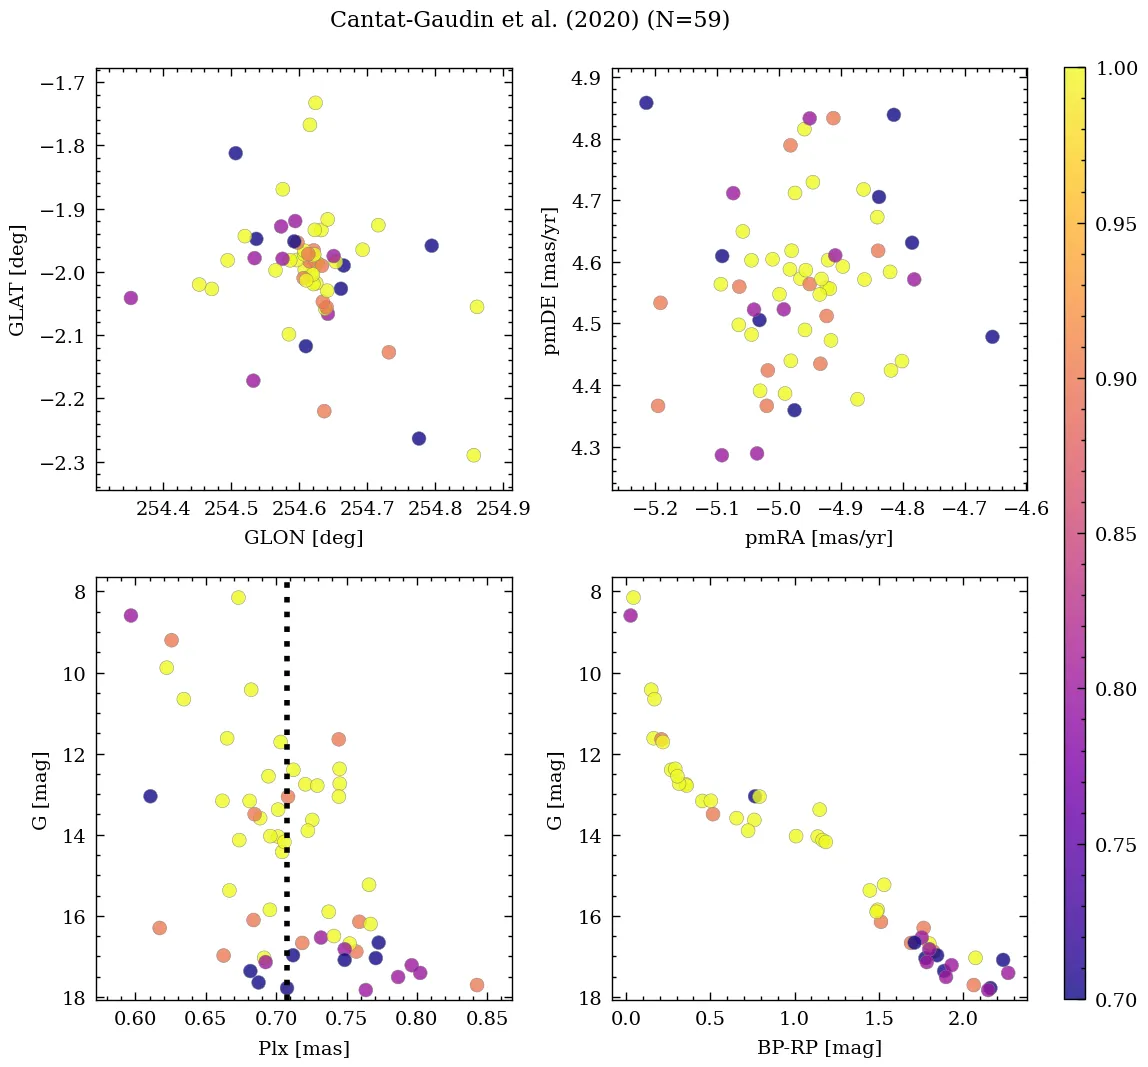 Cantat-Gaudin et al. (2020) (N=59)
−1.7
−1.8
−1.9
−2.0
−2.1
−2.2
−2.3
GLAT [deg]
254.4 254.5 254.6 254.7 254.8 254.9
GLON [deg]
4.9
4.8
4.7
4.6
4.5
4.4
4.3
pmDE [mas/yr]
−5.2 −5.1 −5.0 −4.9 −4.8 −4.7 −4.6
pmRA [mas/yr]
8
10
12
14
16
18
G [mag]
0.60 0.65 0.70 0.75 0.80 0.85
Plx [mas]
8
10
12
14
16
18
G [mag]
0.0 0.5 1.0 1.5 2.0
BP-RP [mag]
1.00
0.95
0.90
0.85
0.80
0.75
0.70